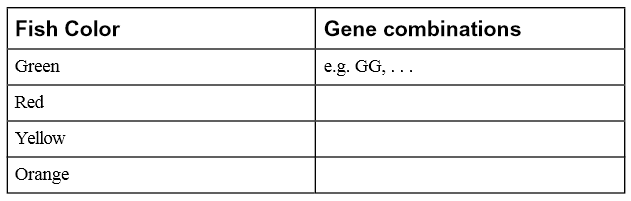 Fish Color Gene combinations
Green e.g. GG, . . .
Red
Yellow
Orange